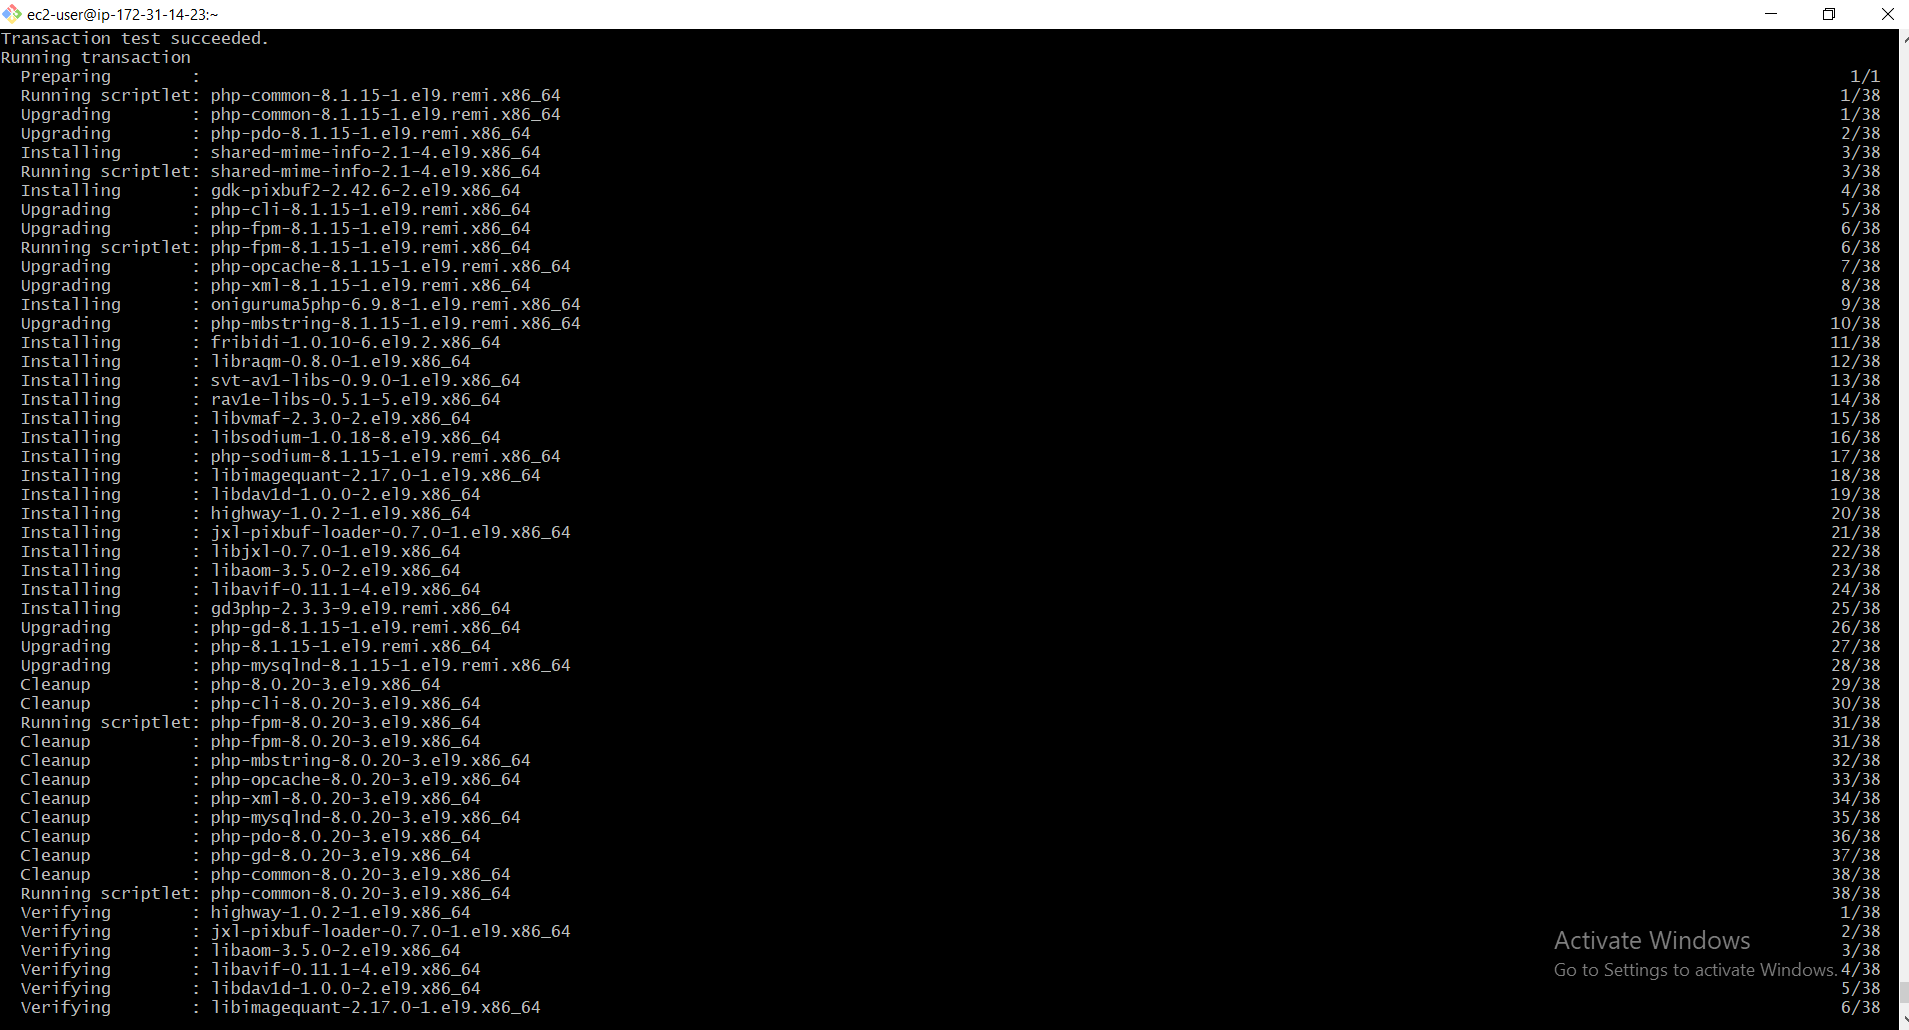 ec2-user@ip-172-31-14-23:~
Transaction test succeeded.
Running transaction
Preparing : 1/1
Running scriptlet: php-common-8.1.15-1.el9.remi.x86_64 1/38
Upgrading : php-common-8.1.15-1.el9.remi.x86_64 1/38
Upgrading : php-pdo-8.1.15-1.el9.remi.x86_64 2/38
Installing : shared-mime-info-2.1-4.el9.x86_64 3/38
Running scriptlet: shared-mime-info-2.1-4.el9.x86_64 3/38
Installing : gdk-pixbuf2-2.42.6-2.el9.x86_64 4/38
Upgrading : php-cli-8.1.15-1.el9.remi.x86_64 5/38
Upgrading : php-fpm-8.1.15-1.el9.remi.x86_64 6/38
Running scriptlet: php-fpm-8.1.15-1.el9.remi.x86_64 6/38
Upgrading : php-opcache-8.1.15-1.el9.remi.x86_64 7/38
Upgrading : php-xml-8.1.15-1.el9.remi.x86_64 8/38
Installing : oniguruma5php-6.9.8-1.el9.remi.x86_64 9/38
Upgrading : php-mbstring-8.1.15-1.el9.remi.x86_64 10/38
Installing : fribidi-1.0.10-6.el9.2.x86_64 11/38
Installing : libraqm-0.8.0-1.el9.x86_64 12/38
Installing : svt-av1-libs-0.9.0-1.el9.x86_64 13/38
Installing : rav1e-libs-0.5.1-5.el9.x86_64 14/38
Installing : libvmaf-2.3.0-2.el9.x86_64 15/38
Installing : libsodium-1.0.18-8.el9.x86_64 16/38
Installing : php-sodium-8.1.15-1.el9.remi.x86_64 17/38
Installing : libimagequant-2.17.0-1.el9.x86_64 18/38
Installing : libdav1d-1.0.0-2.el9.x86_64 19/38
Installing : highway-1.0.2-1.el9.x86_64 20/38
Installing : jxl-pixbuf-loader-0.7.0-1.el9.x86_64 21/38
Installing : libjxl-0.7.0-1.el9.x86_64 22/38
Installing : libaom-3.5.0-2.el9.x86_64 23/38
Installing : libavif-0.11.1-4.el9.x86_64 24/38
Installing : gd3php-2.3.3-9.el9.remi.x86_64 25/38
Upgrading : php-gd-8.1.15-1.el9.remi.x86_64 26/38
Upgrading : php-8.1.15-1.el9.remi.x86_64 27/38
Upgrading : php-mysqlnd-8.1.15-1.el9.remi.x86_64 28/38
Cleanup : php-8.0.20-3.el9.x86_64 29/38
Cleanup : php-cli-8.0.20-3.el9.x86_64 30/38
Running scriptlet: php-fpm-8.0.20-3.el9.x86_64 31/38
Cleanup : php-fpm-8.0.20-3.el9.x86_64 31/38
Cleanup : php-mbstring-8.0.20-3.el9.x86_64 32/38
Cleanup : php-opcache-8.0.20-3.el9.x86_64 33/38
Cleanup : php-xml-8.0.20-3.el9.x86_64 34/38
Cleanup : php-mysqlnd-8.0.20-3.el9.x86_64 35/38
Cleanup : php-pdo-8.0.20-3.el9.x86_64 36/38
Cleanup : php-gd-8.0.20-3.el9.x86_64 37/38
Cleanup : php-common-8.0.20-3.el9.x86_64 38/38
Running scriptlet: php-common-8.0.20-3.el9.x86_64 38/38
Verifying : highway-1.0.2-1.el9.x86_64 1/38
Verifying : jxl-pixbuf-loader-0.7.0-1.el9.x86_64 2/38
Verifying : libaom-3.5.0-2.el9.x86_64 3/38
Verifying : libavif-0.11.1-4.el9.x86_64 4/38
Verifying : libdav1d-1.0.0-2.el9.x86_64 5/38
Verifying : libimagequant-2.17.0-1.el9.x86_64 6/38
Activate Windows
Go to Settings to activate Windows.